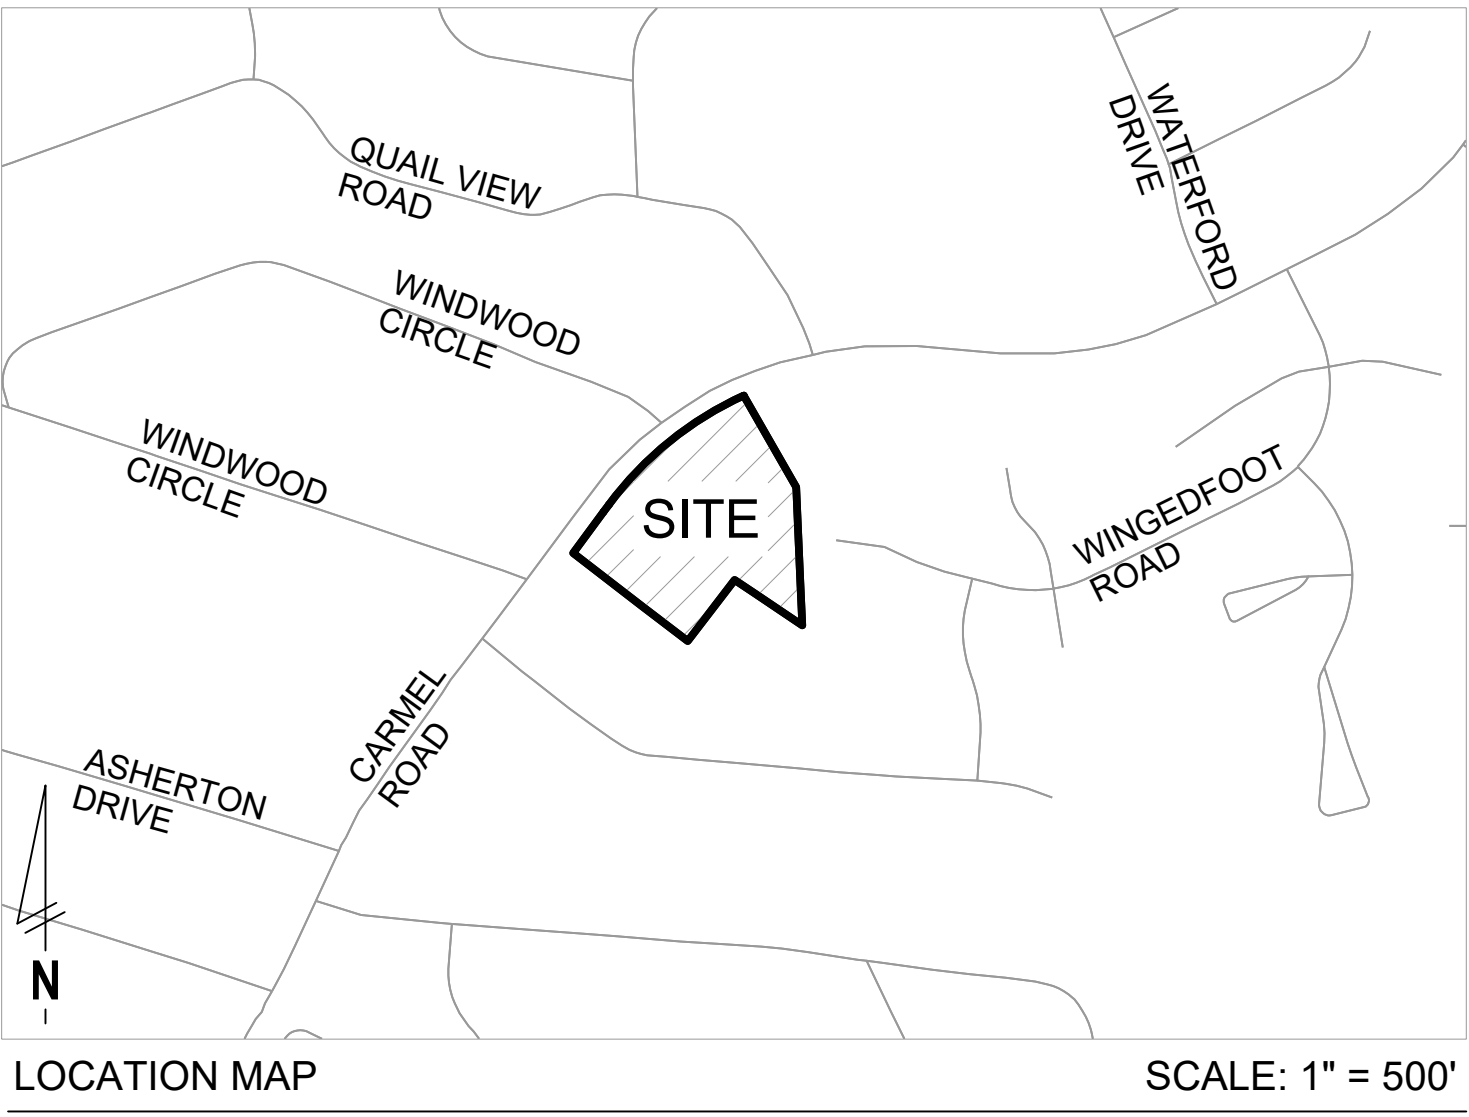 WATERFORD
DRIVE
QUAIL VIEW
ROAD
WINDWOOD
CIRCLE
WINDWOOD
CIRCLE
SITE
WINGEDFOOT
ROAD
CARMEL
ROAD
ASHERTON
DRIVE
N
LOCATION MAP
SCALE: 1" = 500'